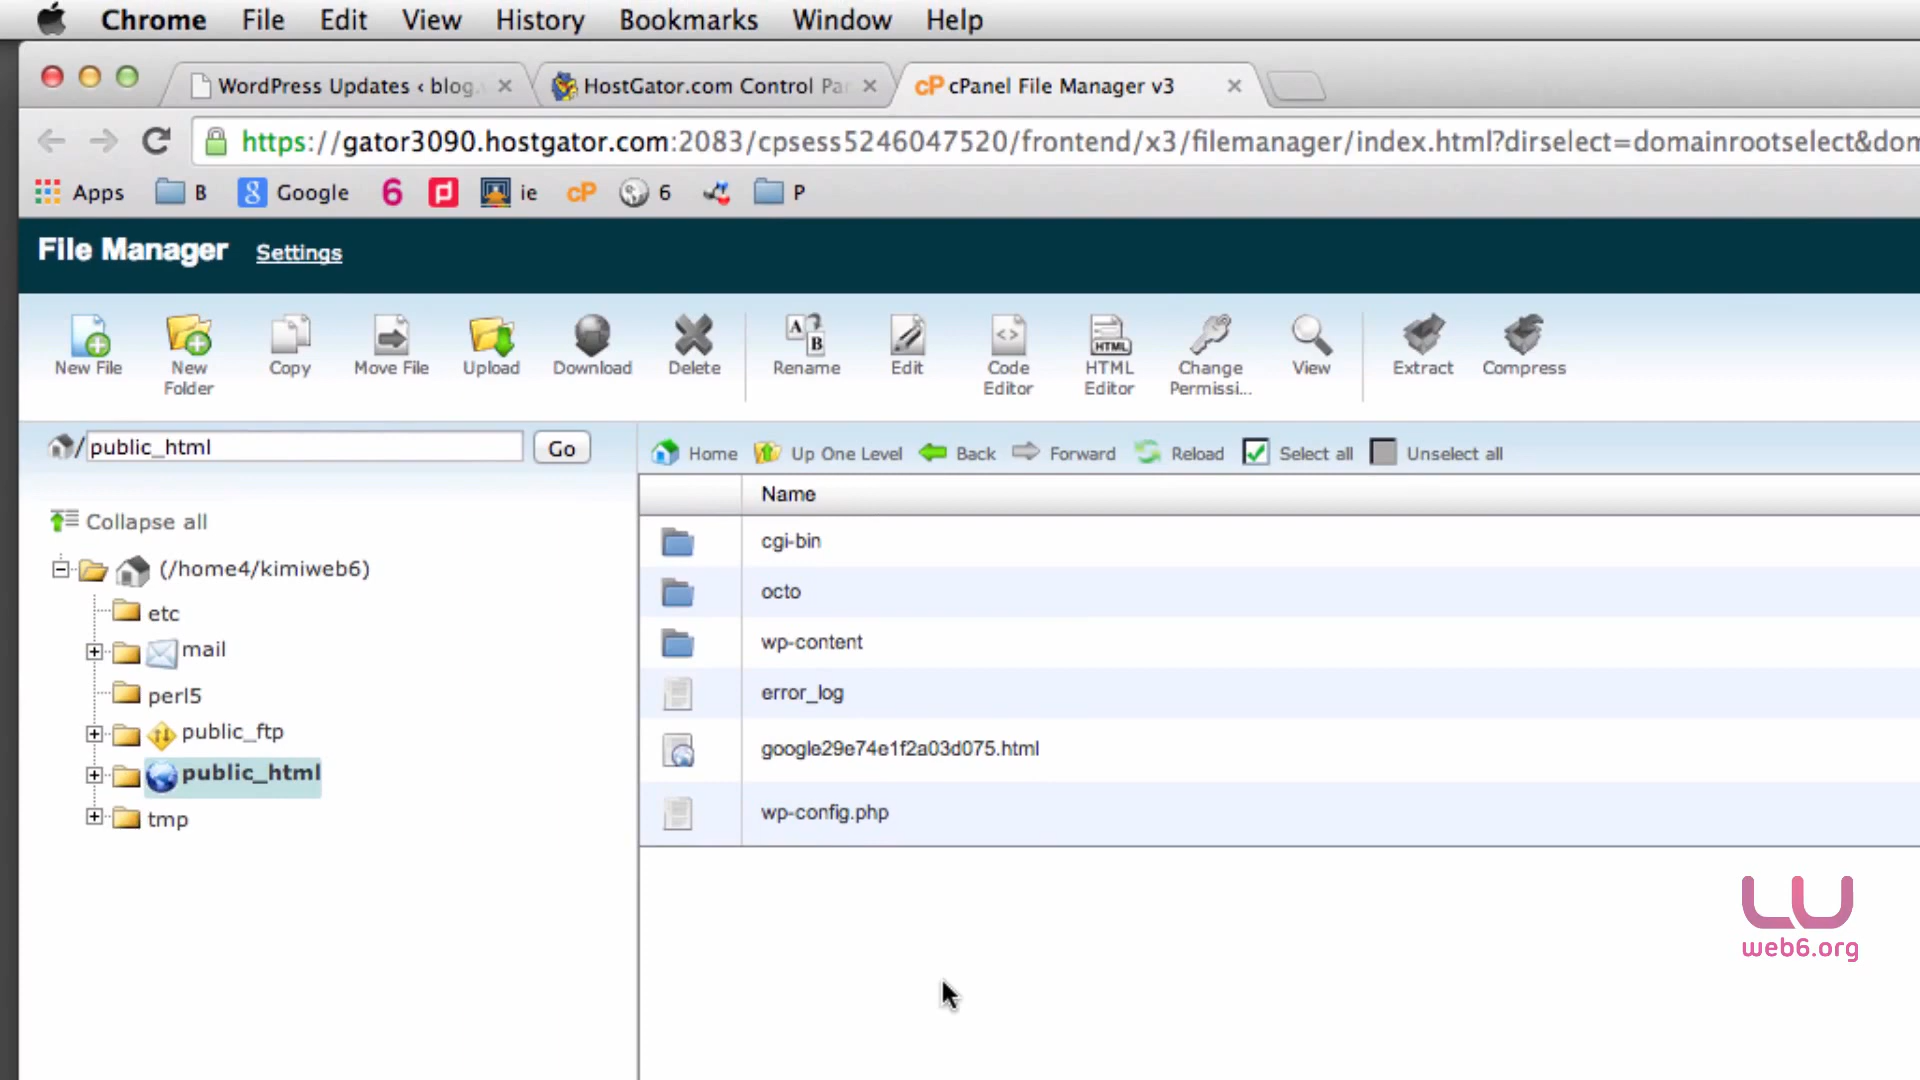 Chrome File Edit View History Bookmarks Window Help
WordPress Updates ‹ blog. HostGator.com Control Pa cPanel File Manager v3
https://gator3090.hostgator.com:2083/cpsess5246047520/frontend/x3/filemanager/index.html?dirselect=domainrootselect&dom
Apps B Google 6 ie cP 6 P
File Manager Settings
New File New Folder Copy Move File Upload Download Delete Rename Edit Code Editor HTML Editor Change Permissi... View Extract Compress
/ public_html Go
Home Up One Level Back Forward Reload Select all Unselect all
Collapse all
(/home4/kimiweb6)
etc
mail
perl5
public_ftp
public_html
tmp
Name
cgi-bin
octo
wp-content
error_log
google29e74e1f2a03d075.html
wp-config.php
web6.org